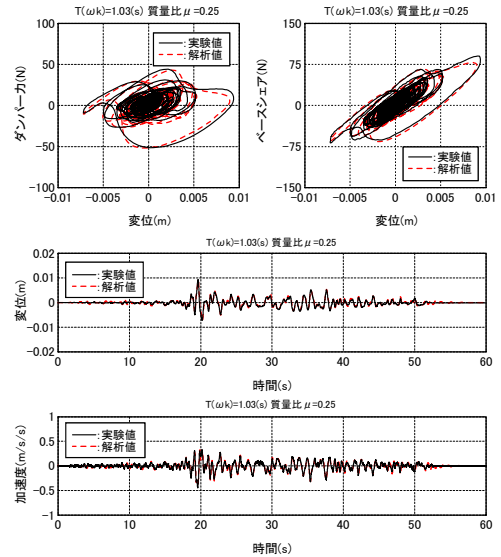 T(ωk)=1.03(s) 質量比μ=0.25
ダンパー力(N)
100
50
0
-50
-100
-0.01
-0.005
0
0.005
0.01
変位(m)
:実験値
:解析値
T(ωk)=1.03(s) 質量比μ=0.25
ベースシェア(N)
150
75
0
-75
-150
-0.01
-0.005
0
0.005
0.01
変位(m)
:実験値
:解析値
T(ωk)=1.03(s) 質量比μ=0.25
変位(m)
0.02
0.01
0
-0.01
-0.02
:実験値
:解析値
0
10
20
30
40
50
60
時間(s)
T(ωk)=1.03(s) 質量比μ=0.25
加速度(m/s/s)
1
0.5
0
-0.5
-1
:実験値
:解析値
0
10
20
30
40
50
60
時間(s)